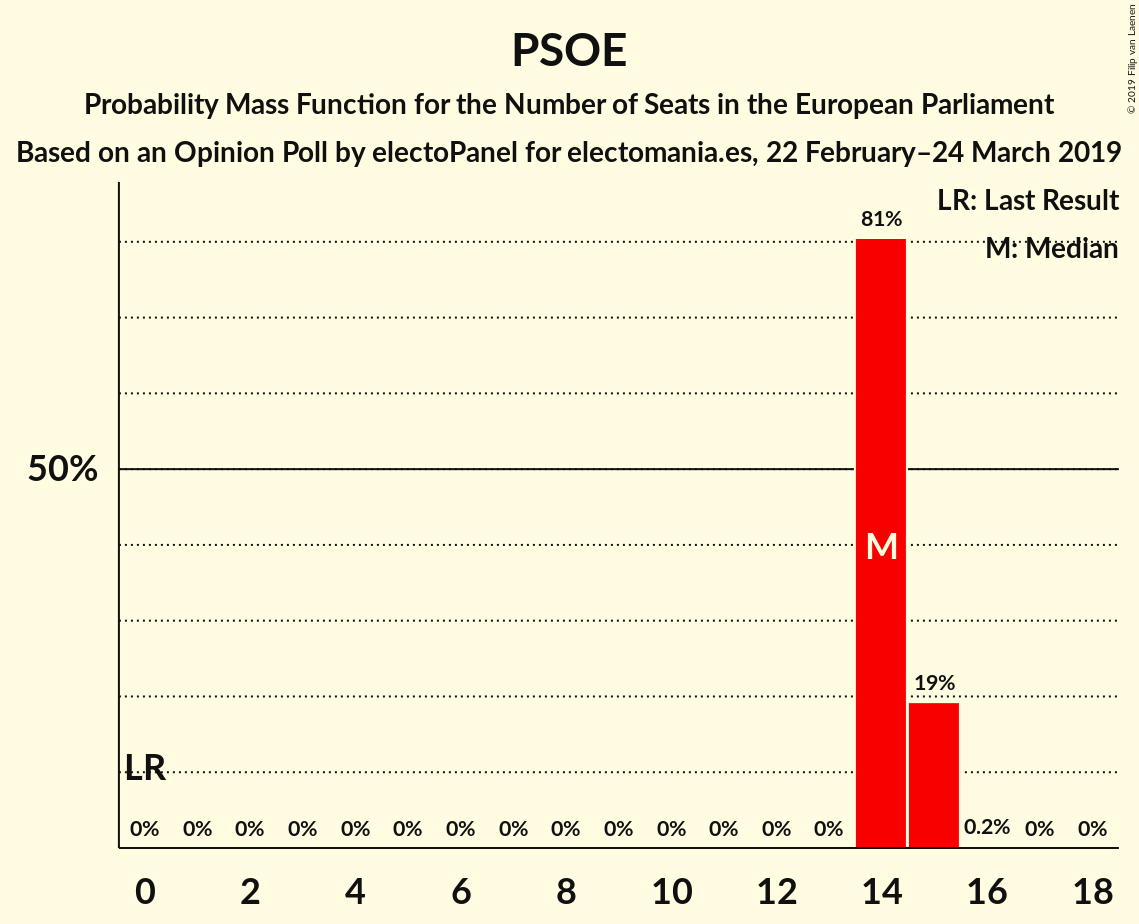 PSOE
Probability Mass Function for the Number of Seats in the European Parliament
Based on an Opinion Poll by electoPanel for electomania.es, 22 February–24 March 2019
© 2019 Filip van Laenen
LR: Last Result
M: Median
81%
50%
M
19%
LR
0% 0% 0% 0% 0% 0% 0% 0% 0% 0% 0% 0% 0% 0% 0.2% 0% 0%
0 2 4 6 8 10 12 14 16 18